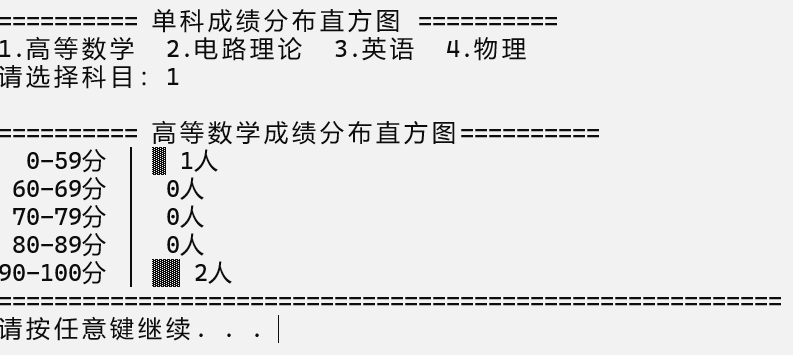 ========== 单科成绩分布直方图 ==========
1.高等数学  2.电路理论  3.英语  4.物理
请选择科目: 1
========== 高等数学成绩分布直方图==========
0-59分 │ ▓ 1人
60-69分 │ 0人
70-79分 │ 0人
80-89分 │ 0人
90-100分 │ ▓▓ 2人
========================================================
请按任意键继续. . .